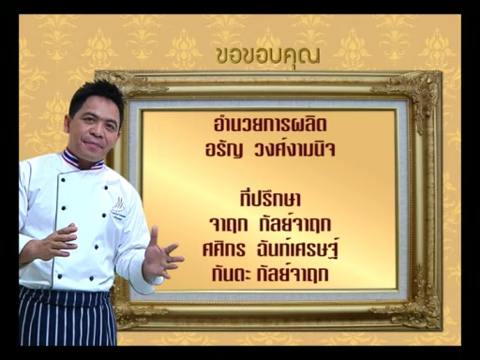 ขอขอบคุณ
อำนวยการผลิต
อรัญ วงศ์งามนิจ
ที่ปรึกษา
จาฤก กัลย์จาฤก
ศศิกร ฉันท์เศรษฐ์
กันตะ กัลย์จาฤก